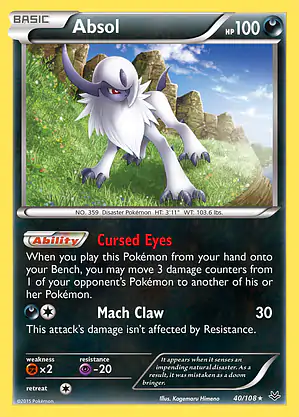 BASIC
Absol
HP100
NO. 359 Disaster Pokémon HT: 3'11" WT: 103.6 lbs.
Ability Cursed Eyes
When you play this Pokémon from your hand onto
your Bench, you may move 3 damage counters from
1 of your opponent's Pokémon to another of his or
her Pokémon.
Mach Claw 30
This attack's damage isn't affected by Resistance.
weakness resistance
×2 -20
retreat
It appears when it senses an
impending natural disaster. As a
result, it was mistaken as a doom
bringer.
©2015 Pokémon
Illus. Kagemaru Himeno
40/108